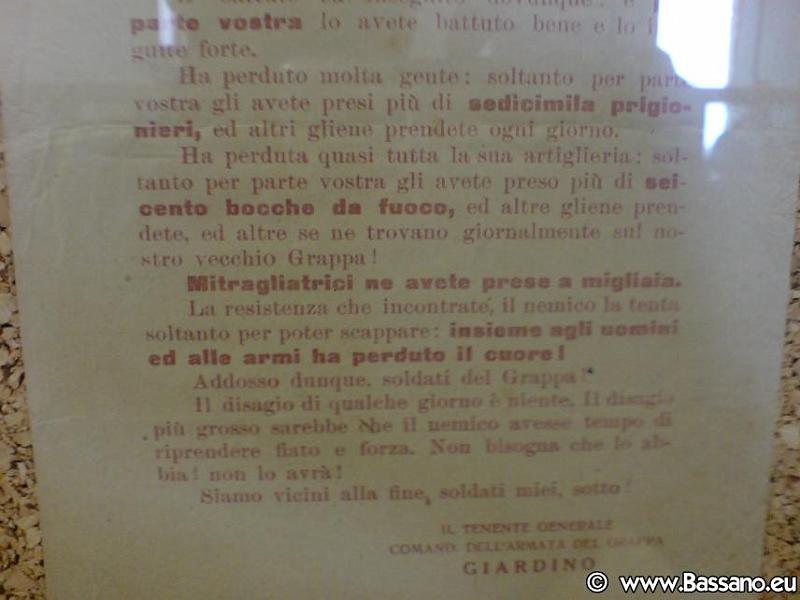 parte vostra lo avete battuto bene e lo
guite forte.
Ha perduto molta gente: soltanto per parte
vostra gli avete presi più di sedicimila prigio-
nieri, ed altri gliene prendete ogni giorno.
Ha perduta quasi tutta la sua artiglieria: sol-
tanto per parte vostra gli avete preso più di sei-
cento bocche da fuoco, ed altre gliene pren-
dete, ed altre se ne trovano giornalmente sul no-
stro vecchio Grappa!
Mitragliatrici ne avete prese a migliaia.
La resistenza che incontrate, il nemico la tenta
soltanto per poter scappare: insieme agli uomini
ed alle armi ha perduto il cuore!
Addosso dunque, soldati del Grappa!
Il disagio di qualche giorno è niente. Il disagio
più grosso sarebbe che il nemico avesse tempo di
riprendere fiato e forza. Non bisogna che lo ab-
bia! non lo avrà!
Siamo vicini alla fine, soldati miei, sotto!
IL TENENTE GENERALE
COMAND. DELL'ARMATA DEL GRAPPA
GIARDINO
© www.Bassano.eu